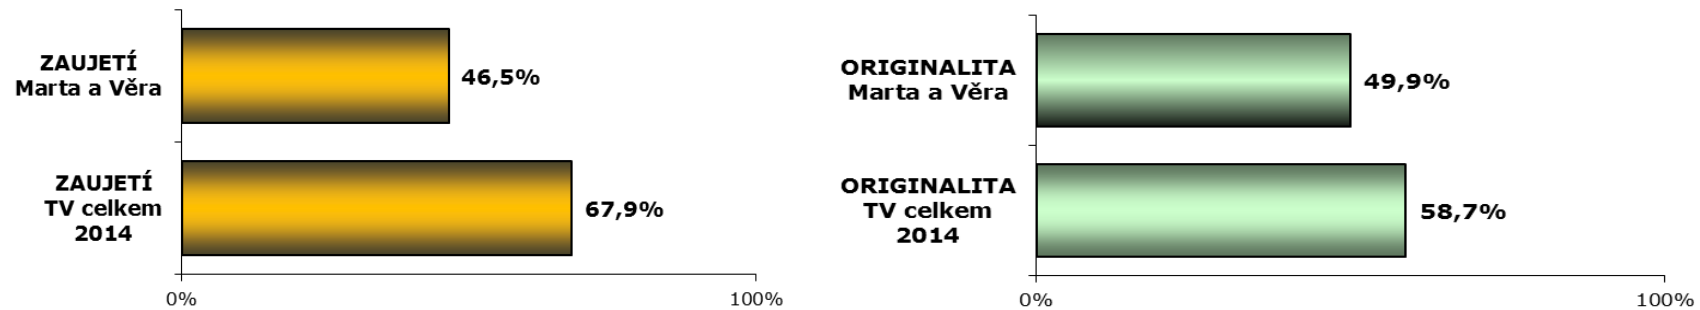 ZAUJETÍ
Marta a Věra
46,5%
ZAUJETÍ
TV celkem
2014
67,9%
0%
100%
ORIGINALITA
Marta a Věra
49,9%
ORIGINALITA
TV celkem
2014
58,7%
0%
100%